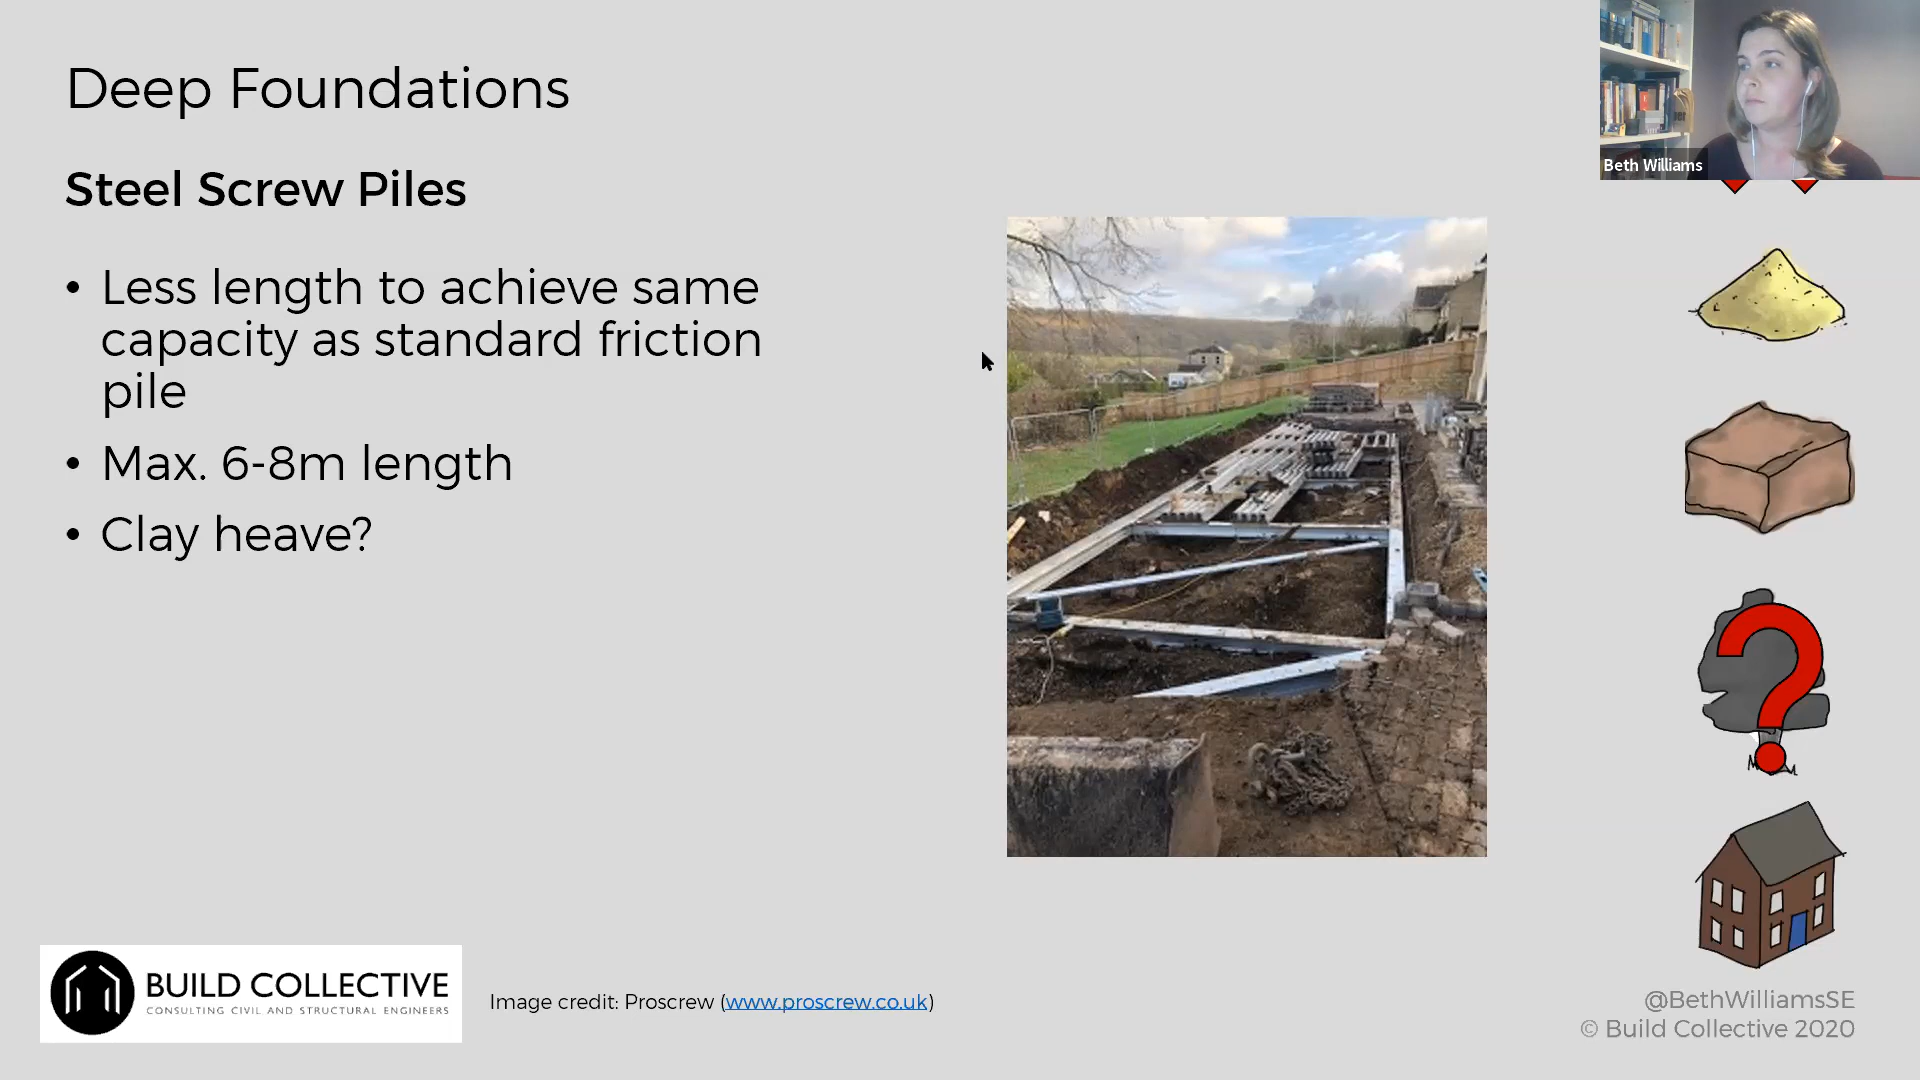 Deep Foundations
Beth Williams
Steel Screw Piles
• Less length to achieve same
capacity as standard friction
pile
• Max. 6-8m length
• Clay heave?
BUILD COLLECTIVE
CONSULTING CIVIL AND STRUCTURAL ENGINEERS
Image credit: Proscrew (www.proscrew.co.uk)
@BethWilliamsSE
© Build Collective 2020